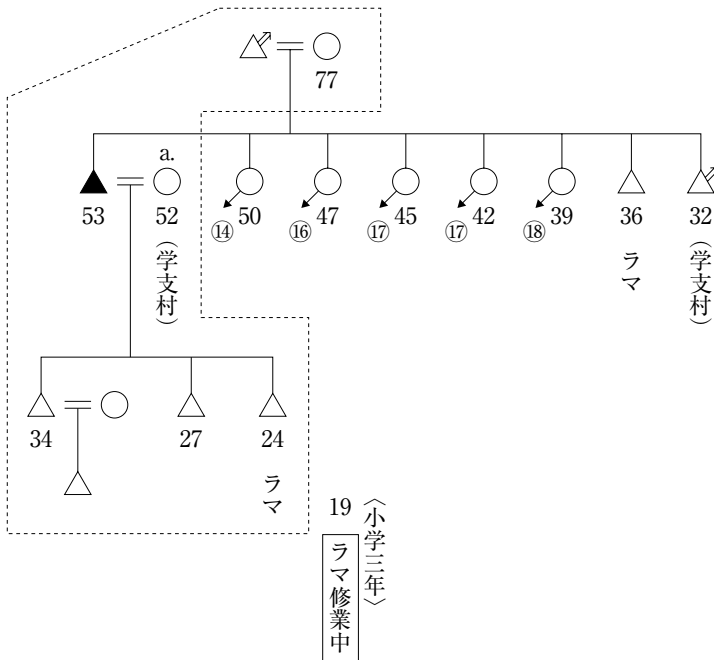 77
a.
53
52
⑭ 50
⑯ 47
⑰ 45
⑰ 42
⑱ 39
36
32
（学支村）
ラマ
（学支村）
34
27
24
ラマ
19
〈小学三年〉
ラマ修業中